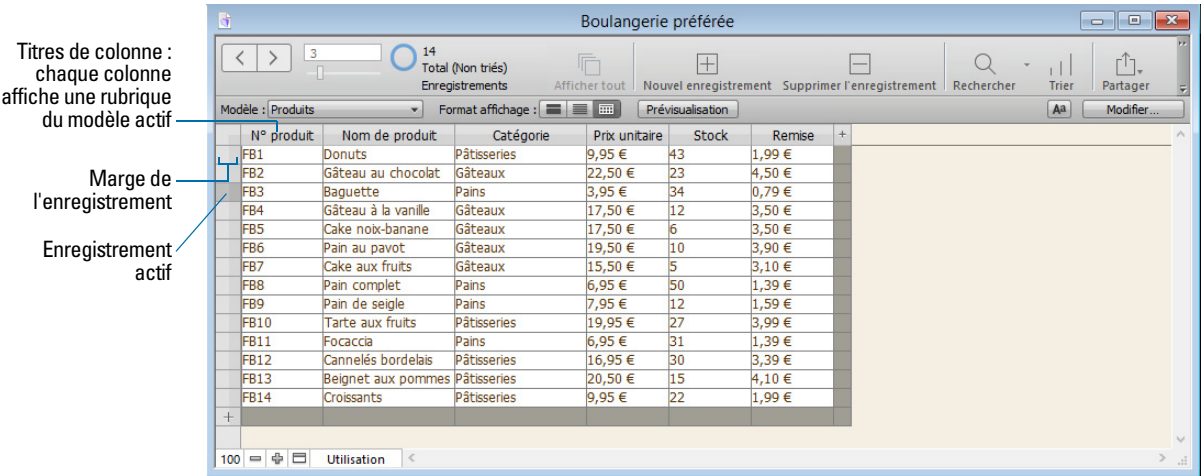 Boulangerie préférée
Titres de colonne :
chaque colonne
affiche une rubrique
du modèle actif
Marge de
l'enregistrement
Enregistrement
actif
3
14
Total (Non triés)
Enregistrements
Afficher tout
Nouvel enregistrement
Supprimer l'enregistrement
Rechercher
Trier
Partager
Modèle : Produits
Format affichage :
Prévisualisation
Aa
Modifier...
N° produit Nom de produit Catégorie Prix unitaire Stock Remise +
FB1 Donuts Pâtisseries 9,95 € 43 1,99 €
FB2 Gâteau au chocolat Gâteaux 22,50 € 23 4,50 €
FB3 Baguette Pains 3,95 € 34 0,79 €
FB4 Gâteau à la vanille Gâteaux 17,50 € 12 3,50 €
FB5 Cake noix-banane Gâteaux 17,50 € 6 3,50 €
FB6 Pain au pavot Gâteaux 19,50 € 10 3,90 €
FB7 Cake aux fruits Gâteaux 15,50 € 5 3,10 €
FB8 Pain complet Pains 6,95 € 50 1,39 €
FB9 Pain de seigle Pains 7,95 € 12 1,59 €
FB10 Tarte aux fruits Pâtisseries 19,95 € 27 3,99 €
FB11 Focaccia Pains 6,95 € 31 1,39 €
FB12 Cannelés bordelais Pâtisseries 16,95 € 30 3,39 €
FB13 Beignet aux pommes Pâtisseries 20,50 € 15 4,10 €
FB14 Croissants Pâtisseries 9,95 € 22 1,99 €
+
100
Utilisation